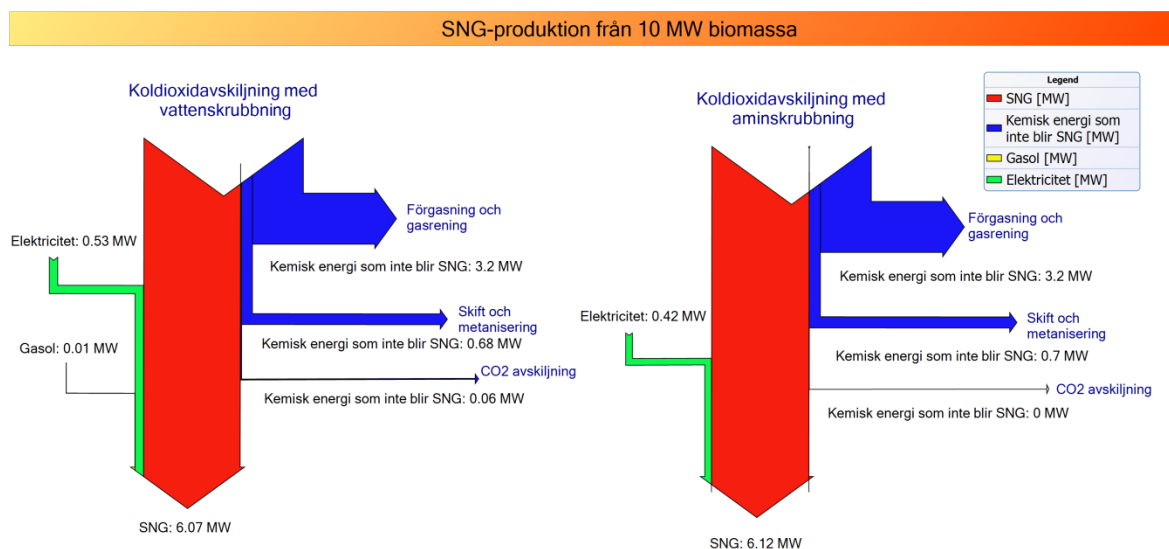 SNG-produktion från 10 MW biomassa
Koldioxidavskiljning med
vattenskrubbning
Förgasning och
gasrening
Elektricitet: 0.53 MW
Kemisk energi som inte blir SNG: 3.2 MW
Skift och
metanisering
Kemisk energi som inte blir SNG: 0.68 MW
Gasol: 0.01 MW
CO2 avskiljning
Kemisk energi som inte blir SNG: 0.06 MW
SNG: 6.07 MW
Koldioxidavskiljning med
aminskrubbning
Förgasning och
gasrening
Kemisk energi som inte blir SNG: 3.2 MW
Elektricitet: 0.42 MW
Skift och
metanisering
Kemisk energi som inte blir SNG: 0.7 MW
CO2 avskiljning
Kemisk energi som inte blir SNG: 0 MW
SNG: 6.12 MW
Legend
SNG [MW]
Kemisk energi som
inte blir SNG [MW]
Gasol [MW]
Elektricitet [MW]